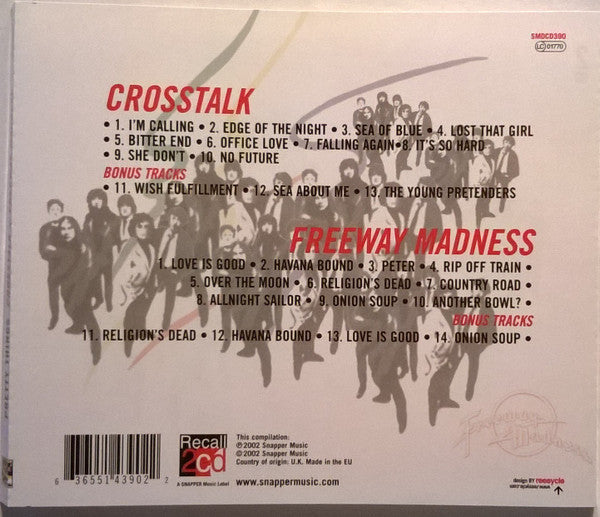 SMDCD390
LC 01770
CROSSTALK
• 1. I'M CALLING • 2. EDGE OF THE NIGHT • 3. SEA OF BLUE • 4. LOST THAT GIRL
• 5. BITTER END • 6. OFFICE LOVE • 7. FALLING AGAIN•8. IT'S SO HARD
• 9. SHE DON'T • 10. NO FUTURE
BONUS TRACKS
• 11. WISH FULFILLMENT • 12. SEA ABOUT ME • 13. THE YOUNG PRETENDERS
FREEWAY MADNESS
1. LOVE IS GOOD • 2. HAVANA BOUND • 3. PETER • 4. RIP OFF TRAIN •
5. OVER THE MOON • 6. RELIGION'S DEAD • 7. COUNTRY ROAD •
8. ALLNIGHT SAILOR • 9. ONION SOUP • 10. ANOTHER BOWL? •
BONUS TRACKS
11. RELIGION'S DEAD • 12. HAVANA BOUND • 13. LOVE IS GOOD • 14. ONION SOUP •
PRETTY THINGS
Freeway
Madness
6 36551 43902 2
Recall
2cd
A SNAPPER Music Label
This compilation:
℗ 2002 Snapper Music
© 2002 Snapper Music
Country of origin: U.K. Made in the EU
www.snappermusic.com
design BY reesycle